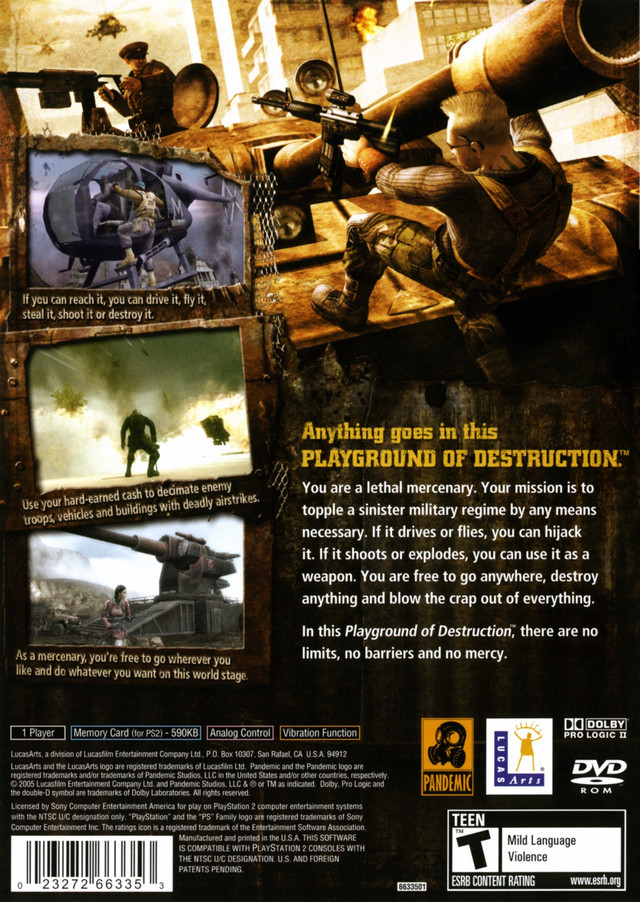 If you can reach it, you can drive it, fly it,
steal it, shoot it or destroy it.
Use your hard-earned cash to decimate enemy
troops, vehicles and buildings with deadly airstrikes.
As a mercenary, you're free to go wherever you
like and do whatever you want on this world stage.
Anything goes in this
PLAYGROUND OF DESTRUCTION.™
You are a lethal mercenary. Your mission is to
topple a sinister military regime by any means
necessary. If it drives or flies, you can hijack
it. If it shoots or explodes, you can use it as a
weapon. You are free to go anywhere, destroy
anything and blow the crap out of everything.
In this Playground of Destruction,™ there are no
limits, no barriers and no mercy.
1 Player
Memory Card (for PS2) - 590KB
Analog Control
Vibration Function
LucasArts, a division of Lucasfilm Entertainment Company Ltd., P.O. Box 10307, San Rafael, CA U.S.A. 94912
LucasArts and the LucasArts logo are registered trademarks of Lucasfilm Ltd. Pandemic and the Pandemic logo are
registered trademarks and/or trademarks of Pandemic Studios, LLC in the United States and/or other countries, respectively.
© 2005 Lucasfilm Entertainment Company Ltd. and Pandemic Studios, LLC & ® or TM as indicated. Dolby, Pro Logic and
the double-D symbol are trademarks of Dolby Laboratories. All rights reserved.
Licensed by Sony Computer Entertainment America for play on PlayStation 2 computer entertainment systems
with the NTSC U/C designation only. "PlayStation" and the "PS" Family logo are registered trademarks of Sony
Computer Entertainment Inc. The ratings icon is a registered trademark of the Entertainment Software Association.
Manufactured and printed in the U.S.A. THIS SOFTWARE
IS COMPATIBLE WITH PLAYSTATION 2 CONSOLES WITH
THE NTSC U/C DESIGNATION. U.S. AND FOREIGN
PATENTS PENDING.
0 23272 66335 3
6633501
PANDEMIC
LUCAS
Arts
DOLBY
PRO LOGIC II
DVD
ROM
TEEN
T™
Mild Language
Violence
ESRB CONTENT RATING
www.esrb.org